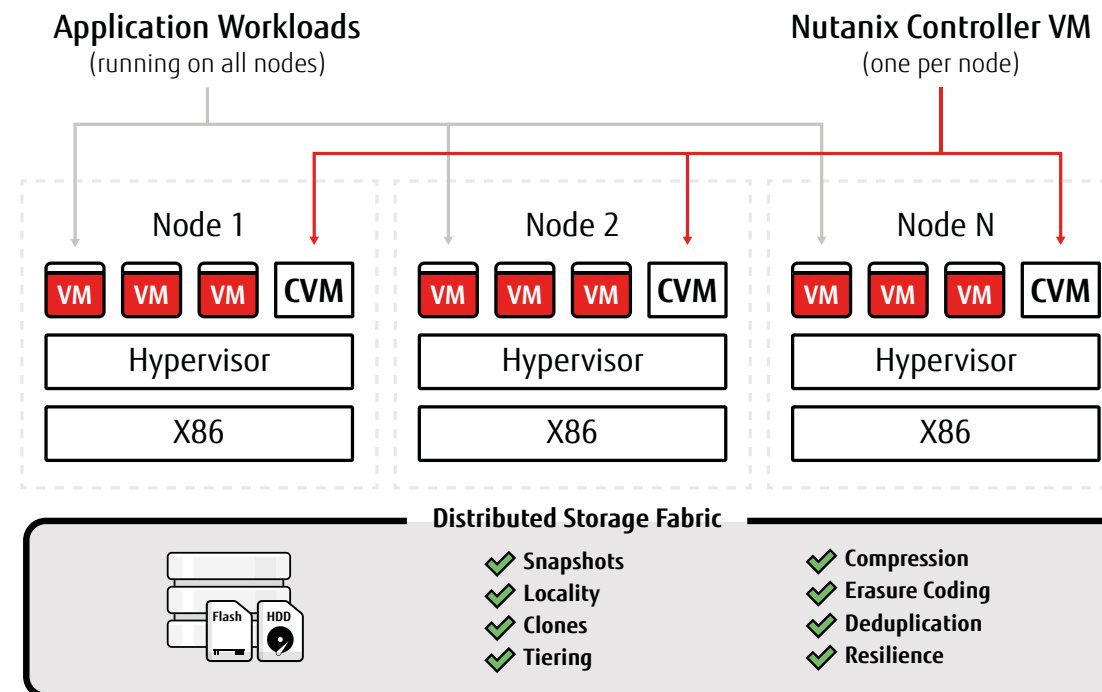 Application Workloads
(running on all nodes)
Nutanix Controller VM
(one per node)
Node 1
VM VM VM CVM
Hypervisor
X86
Node 2
VM VM VM CVM
Hypervisor
X86
Node N
VM VM VM CVM
Hypervisor
X86
Distributed Storage Fabric
Flash HDD
Snapshots
Locality
Clones
Tiering
Compression
Erasure Coding
Deduplication
Resilience